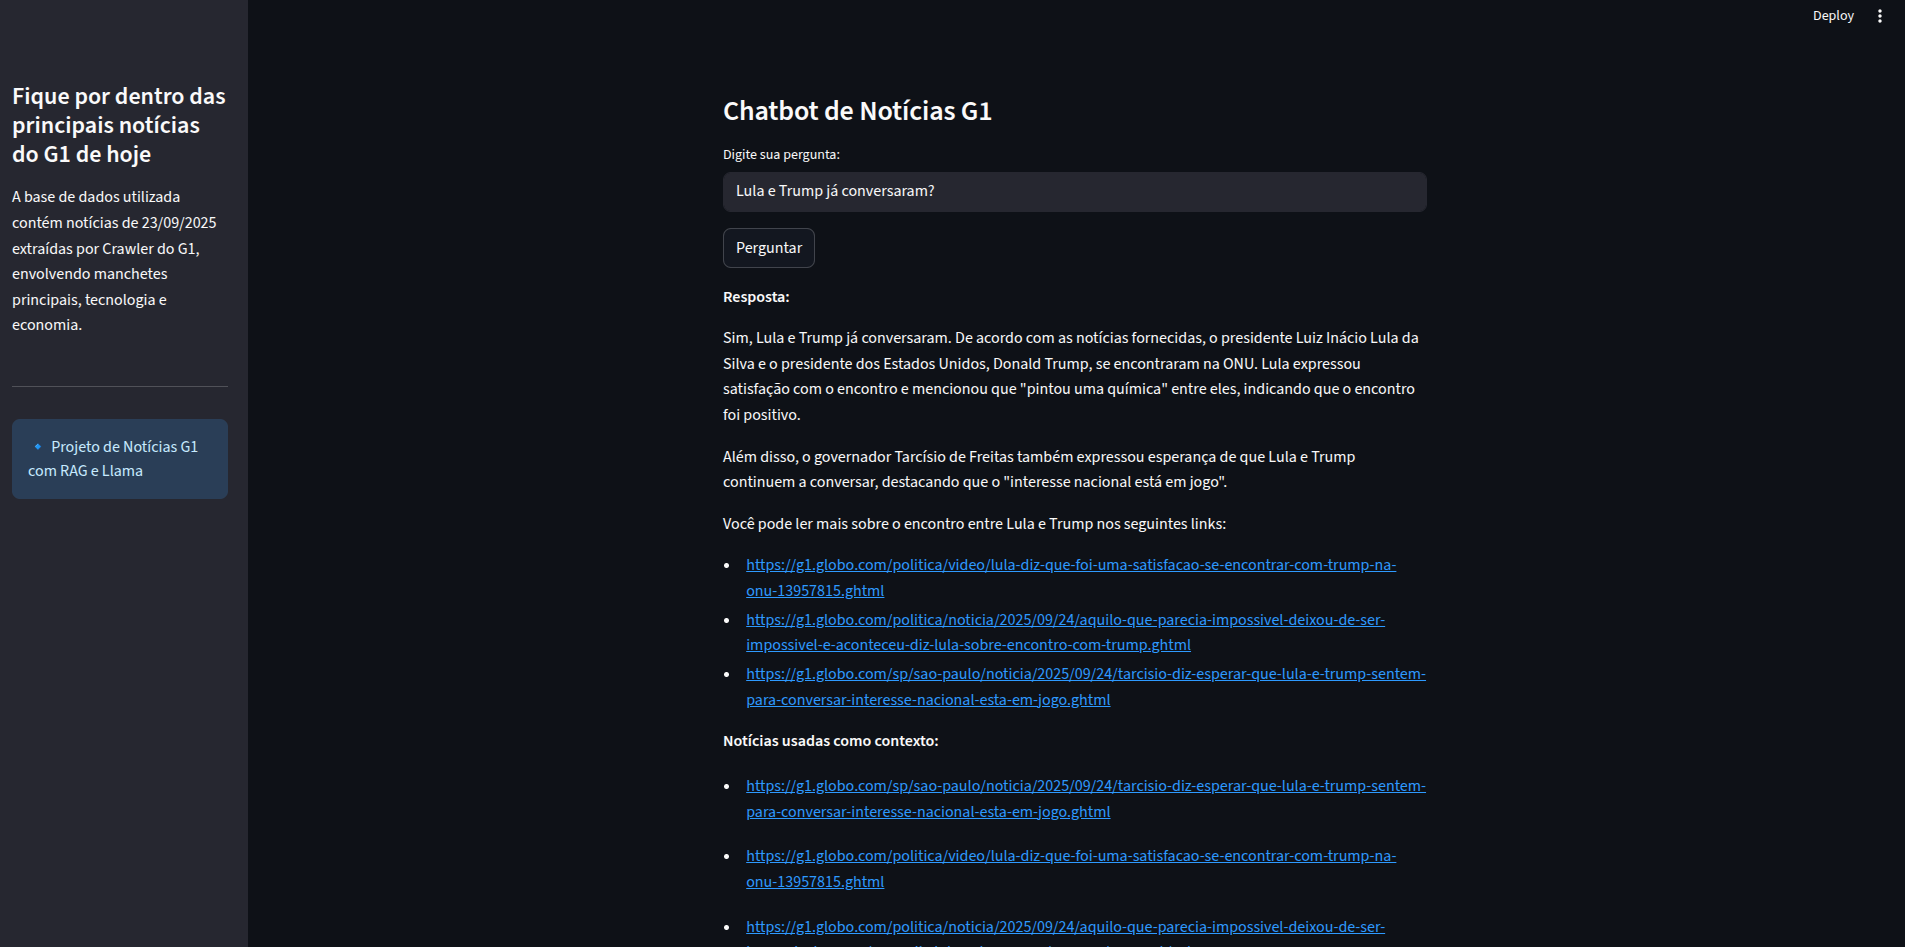 Deploy
Fique por dentro das
principais notícias
do G1 de hoje
A base de dados utilizada
contém notícias de 23/09/2025
extraídas por Crawler do G1,
envolvendo manchetes
principais, tecnologia e
economia.
🔹 Projeto de Notícias G1
com RAG e Llama
Chatbot de Notícias G1
Digite sua pergunta:
Lula e Trump já conversaram?
Perguntar
Resposta:
Sim, Lula e Trump já conversaram. De acordo com as notícias fornecidas, o presidente Luiz Inácio Lula da
Silva e o presidente dos Estados Unidos, Donald Trump, se encontraram na ONU. Lula expressou
satisfação com o encontro e mencionou que "pintou uma química" entre eles, indicando que o encontro
foi positivo.
Além disso, o governador Tarcísio de Freitas também expressou esperança de que Lula e Trump
continuem a conversar, destacando que o "interesse nacional está em jogo".
Você pode ler mais sobre o encontro entre Lula e Trump nos seguintes links:
• https://g1.globo.com/politica/video/lula-diz-que-foi-uma-satisfacao-se-encontrar-com-trump-na-
onu-13957815.ghtml
• https://g1.globo.com/politica/noticia/2025/09/24/aquilo-que-parecia-impossivel-deixou-de-ser-
impossivel-e-aconteceu-diz-lula-sobre-encontro-com-trump.ghtml
• https://g1.globo.com/sp/sao-paulo/noticia/2025/09/24/tarcisio-diz-esperar-que-lula-e-trump-sentem-
para-conversar-interesse-nacional-esta-em-jogo.ghtml
Notícias usadas como contexto:
• https://g1.globo.com/sp/sao-paulo/noticia/2025/09/24/tarcisio-diz-esperar-que-lula-e-trump-sentem-
para-conversar-interesse-nacional-esta-em-jogo.ghtml
• https://g1.globo.com/politica/video/lula-diz-que-foi-uma-satisfacao-se-encontrar-com-trump-na-
onu-13957815.ghtml
• https://g1.globo.com/politica/noticia/2025/09/24/aquilo-que-parecia-impossivel-deixou-de-ser-